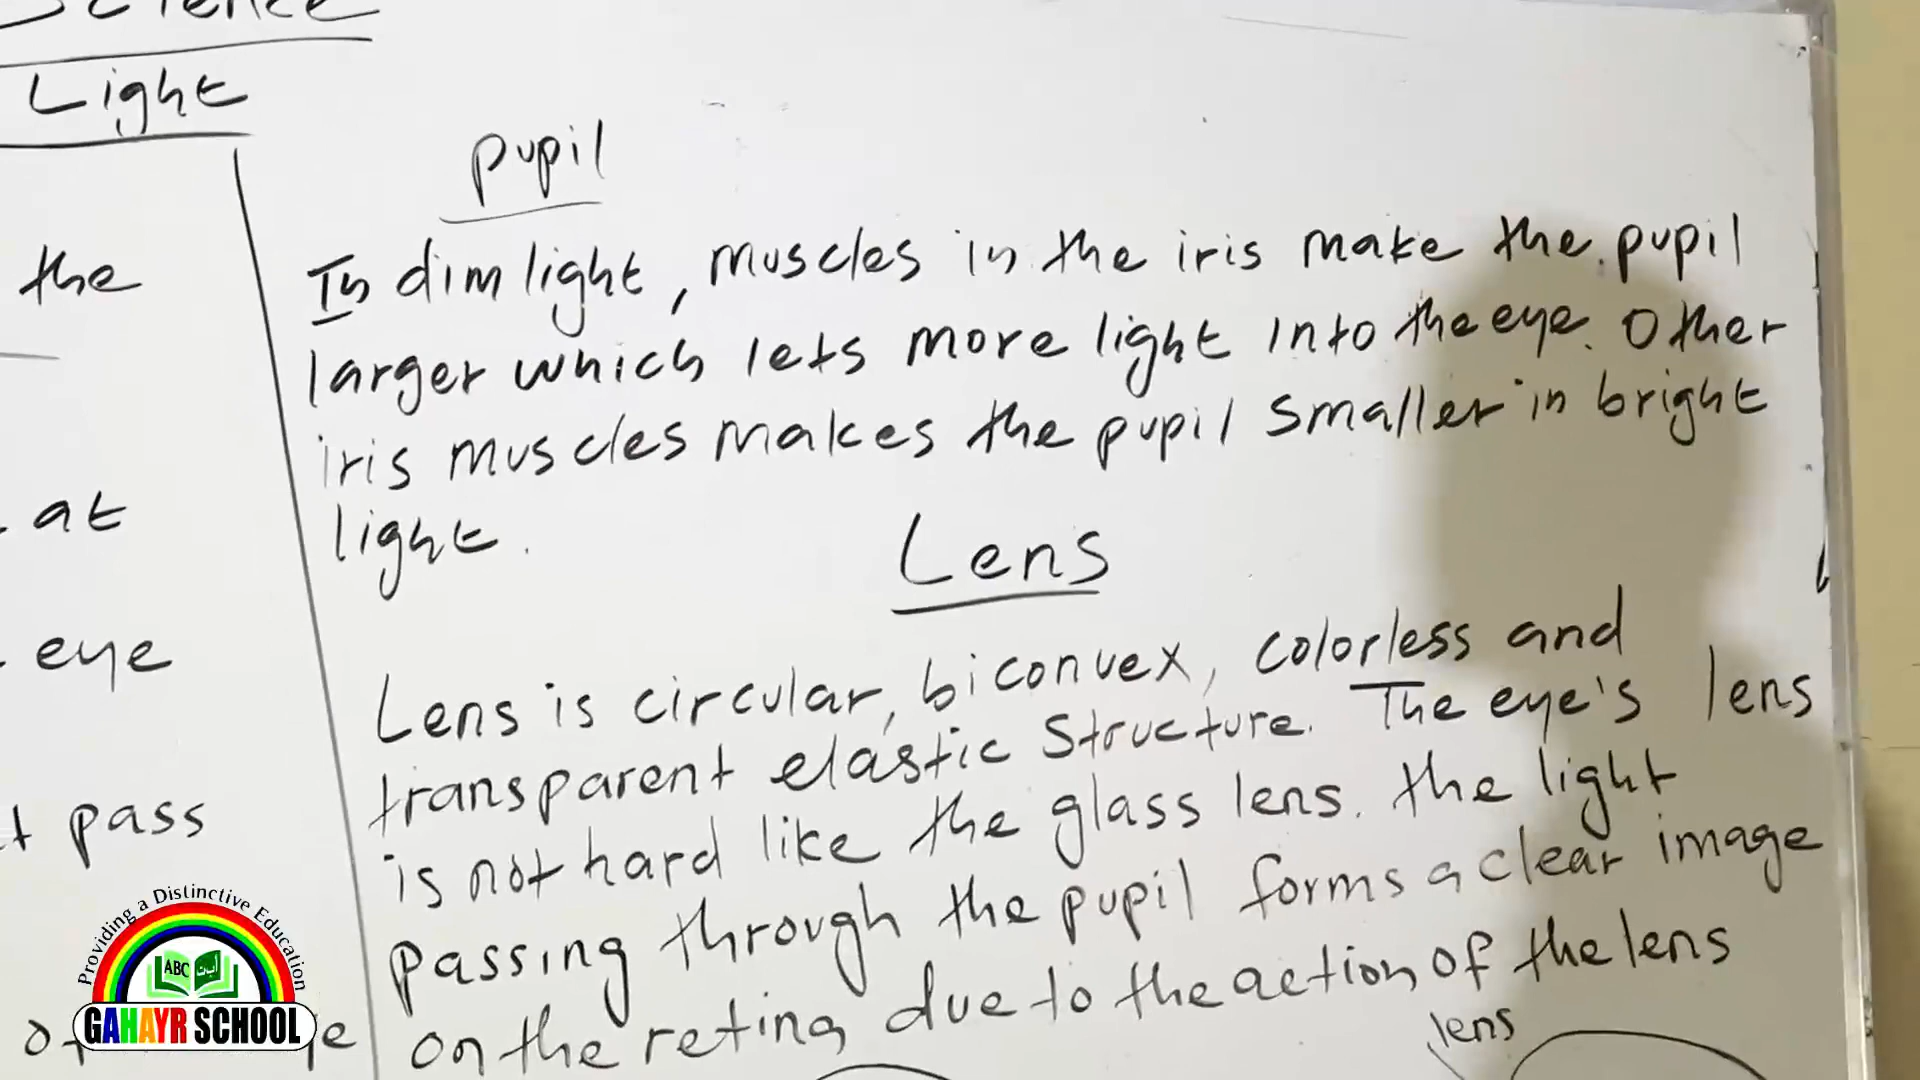 Science
Light
the
at
eye
pass
pupil
In dim light, muscles in the iris make the pupil
larger which lets more light into the eye. Other
iris muscles makes the pupil smaller in bright
light.
Lens
Lens is circular, biconvex, colorless and
transparent elastic structure. The eye's lens
is not hard like the glass lens. the light
passing through the pupil forms a clear image
on the retina due to the action of the lens
lens
Providing a Distinctive Education
ABC
أ ب ت
GAHAYR SCHOOL